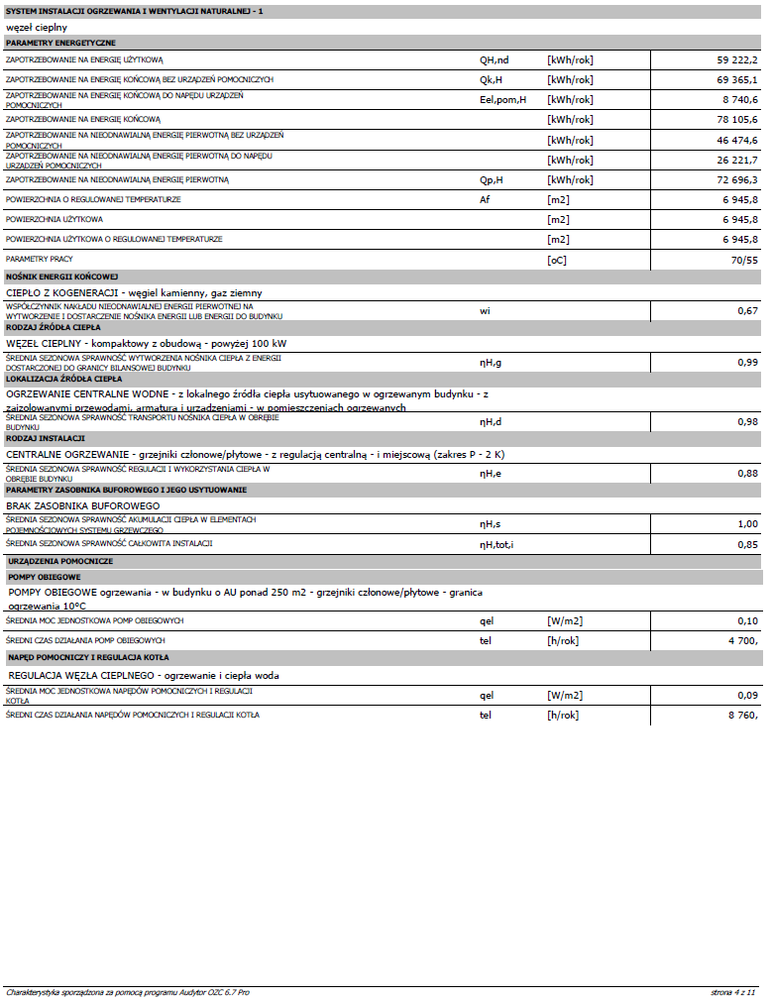 SYSTEM INSTALACJI OGRZEWANIA I WENTYLACJI NATURALNEJ - 1
węzeł cieplny
PARAMETRY ENERGETYCZNE
ZAPOTRZEBOWANIE NA ENERGIĘ UŻYTKOWĄ QH,nd [kWh/rok] 59 222,2
ZAPOTRZEBOWANIE NA ENERGIĘ KOŃCOWĄ BEZ URZĄDZEŃ POMOCNICZYCH Qk,H [kWh/rok] 69 365,1
ZAPOTRZEBOWANIE NA ENERGIĘ KOŃCOWĄ DO NAPĘDU URZĄDZEŃ
POMOCNICZYCH Eel,pom,H [kWh/rok] 8 740,6
ZAPOTRZEBOWANIE NA ENERGIĘ KOŃCOWĄ [kWh/rok] 78 105,6
ZAPOTRZEBOWANIE NA NIEODNAWIALNĄ ENERGIĘ PIERWOTNĄ BEZ URZĄDZEŃ
POMOCNICZYCH [kWh/rok] 46 474,6
ZAPOTRZEBOWANIE NA NIEODNAWIALNĄ ENERGIĘ PIERWOTNĄ DO NAPĘDU
URZĄDZEŃ POMOCNICZYCH [kWh/rok] 26 221,7
ZAPOTRZEBOWANIE NA NIEODNAWIALNĄ ENERGIĘ PIERWOTNĄ Qp,H [kWh/rok] 72 696,3
POWIERZCHNIA O REGULOWANEJ TEMPERATURZE Af [m2] 6 945,8
POWIERZCHNIA UŻYTKOWA [m2] 6 945,8
POWIERZCHNIA UŻYTKOWA O REGULOWANEJ TEMPERATURZE [m2] 6 945,8
PARAMETRY PRACY [oC] 70/55
NOŚNIK ENERGII KOŃCOWEJ
CIEPŁO Z KOGENERACJI - węgiel kamienny, gaz ziemny
WSPÓŁCZYNNIK NAKŁADU NIEODNAWIALNEJ ENERGII PIERWOTNEJ NA
WYTWORZENIE I DOSTARCZENIE NOŚNIKA ENERGII LUB ENERGII DO BUDYNKU wi 0,67
RODZAJ ŹRÓDŁA CIEPŁA
WĘZEŁ CIEPLNY - kompaktowy z obudową - powyżej 100 kW
ŚREDNIA SEZONOWA SPRAWNOŚĆ WYTWORZENIA NOŚNIKA CIEPŁA Z ENERGII
DOSTARCZONEJ DO GRANICY BILANSOWEJ BUDYNKU ηH,g 0,99
LOKALIZACJA ŹRÓDŁA CIEPŁA
OGRZEWANIE CENTRALNE WODNE - z lokalnego źródła ciepła usytuowanego w ogrzewanym budynku - z
zaizolowanymi przewodami, armaturą i urządzeniami - w pomieszczeniach ogrzewanych
ŚREDNIA SEZONOWA SPRAWNOŚĆ TRANSPORTU NOŚNIKA CIEPŁA W OBRĘBIE
BUDYNKU ηH,d 0,98
RODZAJ INSTALACJI
CENTRALNE OGRZEWANIE - grzejniki członowe/płytowe - z regulacją centralną - i miejscową (zakres P - 2 K)
ŚREDNIA SEZONOWA SPRAWNOŚĆ REGULACJI I WYKORZYSTANIA CIEPŁA W
OBRĘBIE BUDYNKU ηH,e 0,88
PARAMETRY ZASOBNIKA BUFOROWEGO I JEGO USYTUOWANIE
BRAK ZASOBNIKA BUFOROWEGO
ŚREDNIA SEZONOWA SPRAWNOŚĆ AKUMULACJI CIEPŁA W ELEMENTACH
POJEMNOŚCIOWYCH SYSTEMU GRZEWCZEGO ηH,s 1,00
ŚREDNIA SEZONOWA SPRAWNOŚĆ CAŁKOWITA INSTALACJI ηH,tot,i 0,85
URZĄDZENIA POMOCNICZE
POMPY OBIEGOWE
POMPY OBIEGOWE ogrzewania - w budynku o AU ponad 250 m2 - grzejniki członowe/płytowe - granica
ogrzewania 10°C
ŚREDNIA MOC JEDNOSTKOWA POMP OBIEGOWYCH qel [W/m2] 0,10
ŚREDNI CZAS DZIAŁANIA POMP OBIEGOWYCH tel [h/rok] 4 700,
NAPĘD POMOCNICZY I REGULACJA KOTŁA
REGULACJA WĘZŁA CIEPLNEGO - ogrzewanie i ciepła woda
ŚREDNIA MOC JEDNOSTKOWA NAPĘDÓW POMOCNICZYCH I REGULACJI
KOTŁA qel [W/m2] 0,09
ŚREDNI CZAS DZIAŁANIA NAPĘDÓW POMOCNICZYCH I REGULACJI KOTŁA tel [h/rok] 8 760,
Charakterystyka sporządzona za pomocą programu Audytor OZC 6.7 Pro strona 4 z 11